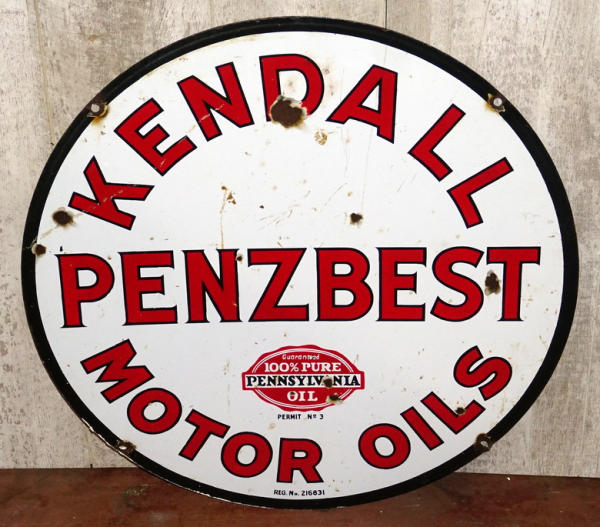 KENDALL
PENZBEST
Guaranteed
100% PURE
PENNSYLVANIA
OIL
PERMIT Nº 3
MOTOR OILS
REG. No. 216831